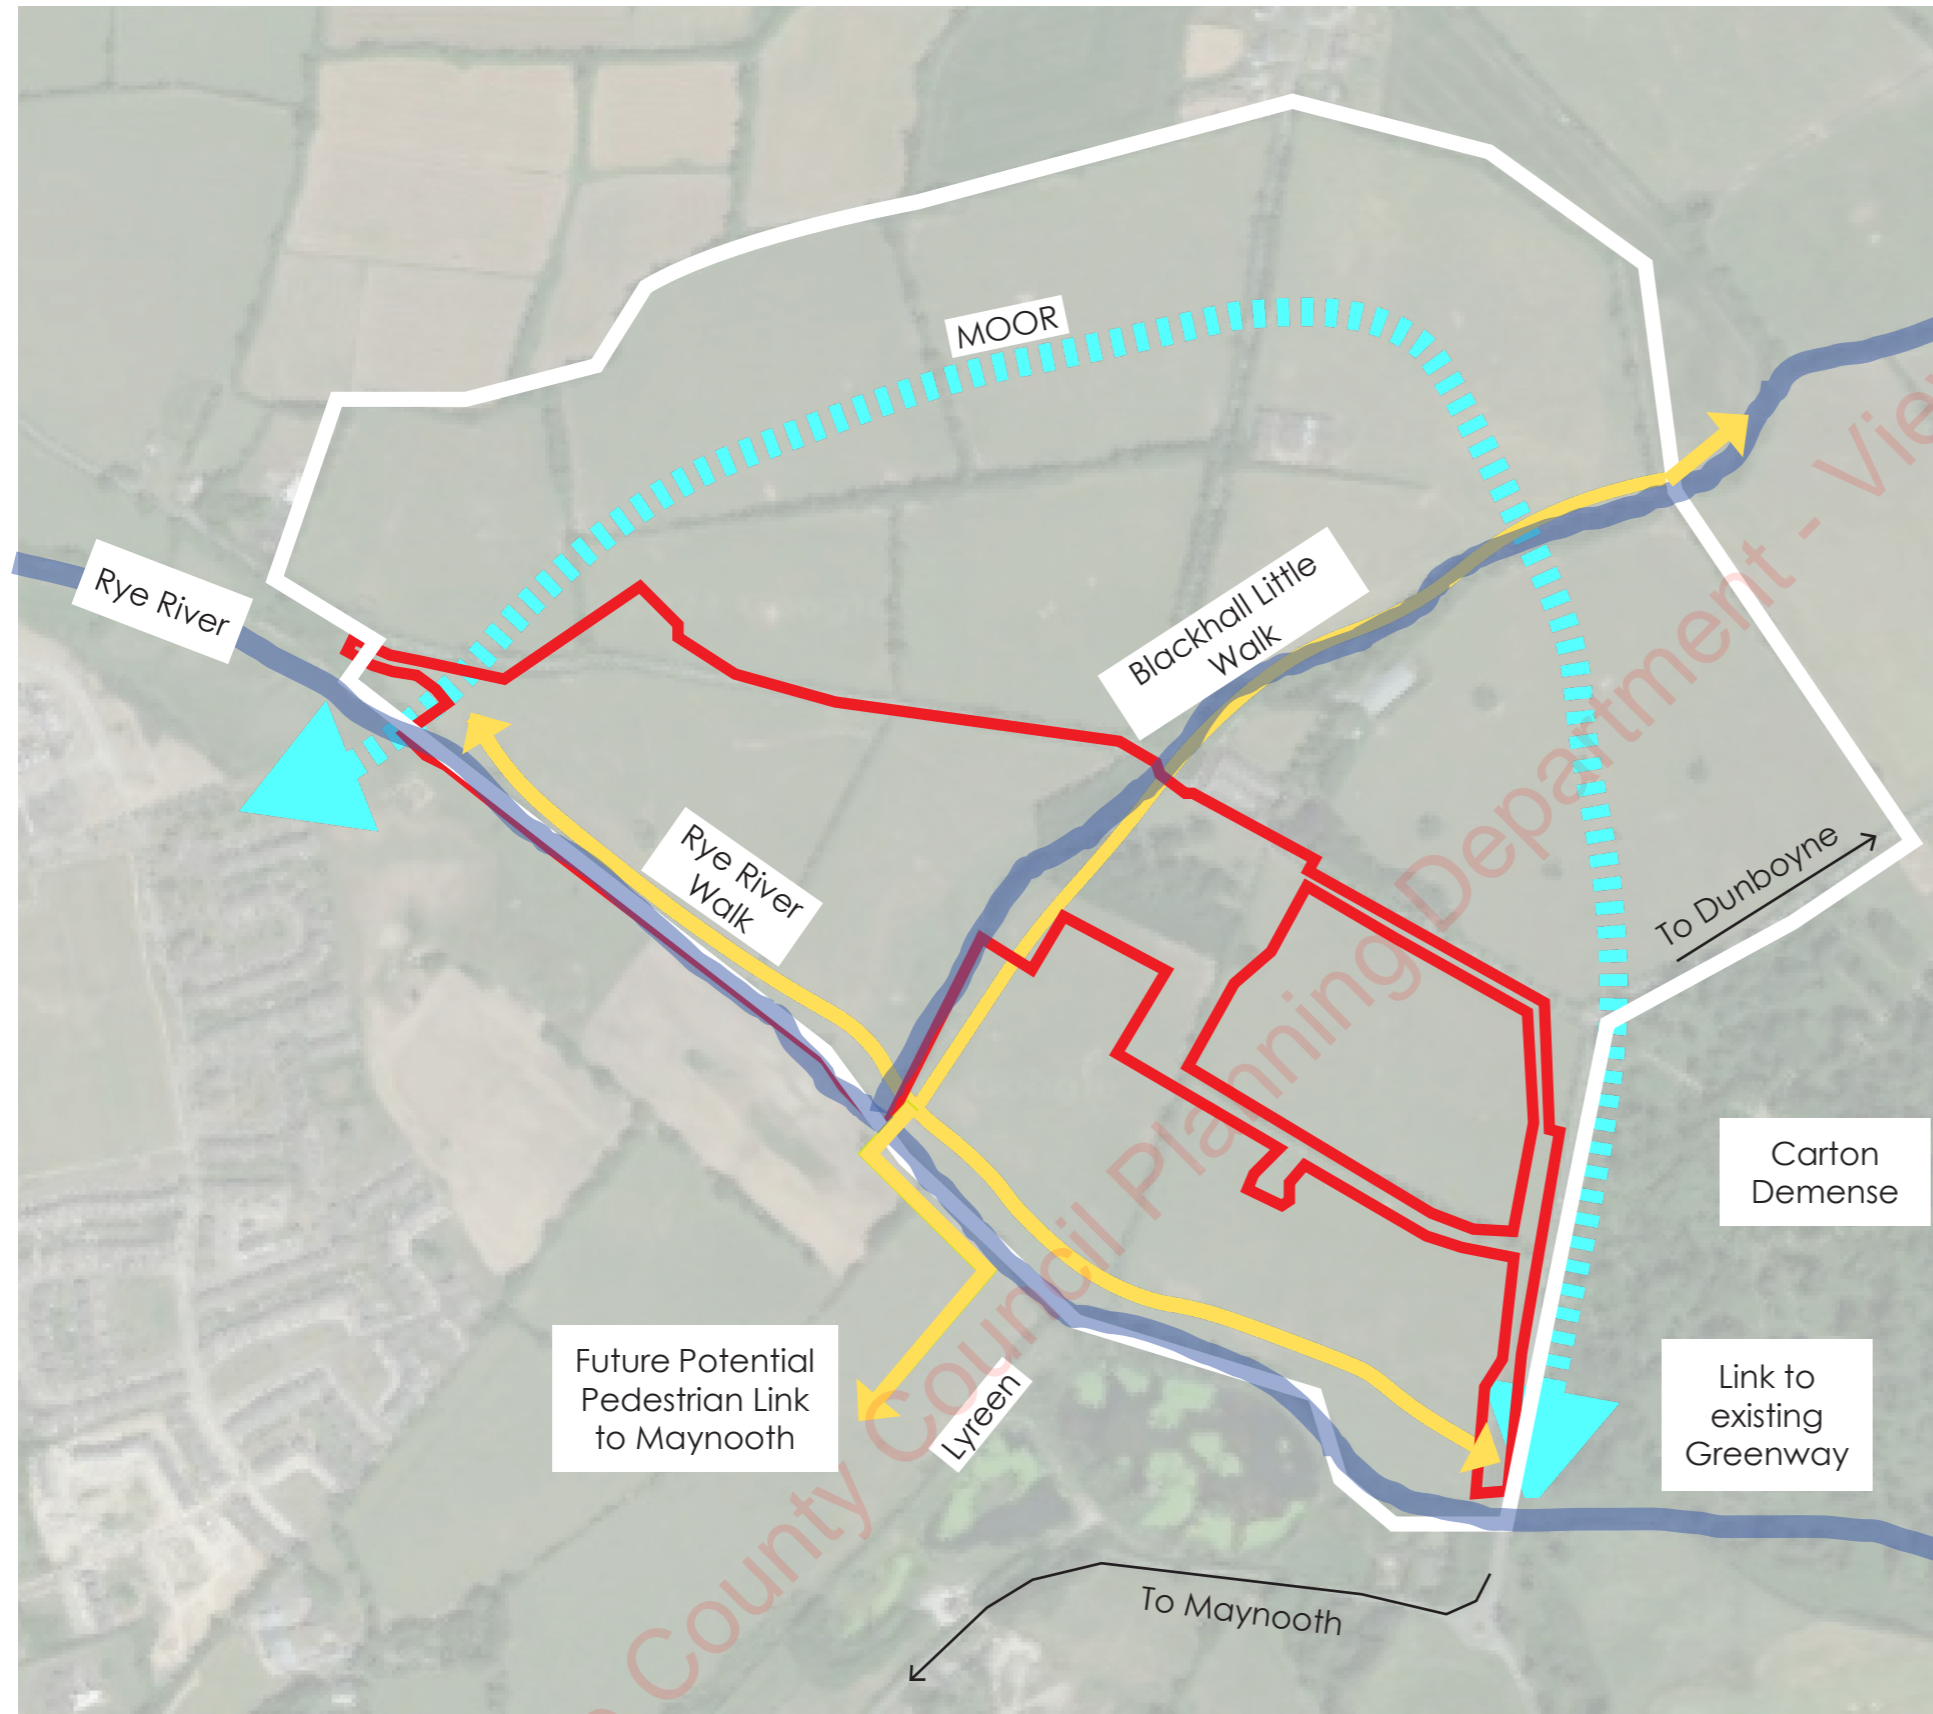 MOOR
Rye River
Blackhall Little
Walk
Rye River
Walk
To Dunboyne
Carton
Demense
Future Potential
Pedestrian Link
to Maynooth
Lyreen
Link to
existing
Greenway
To Maynooth
County Council Planning Department - Vie